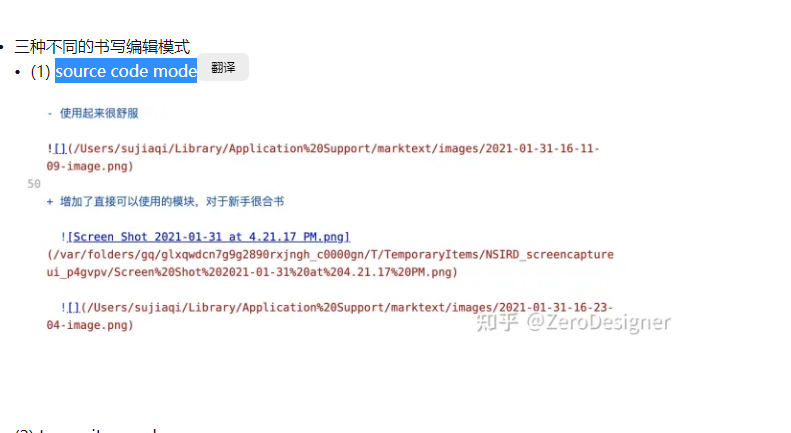 三种不同的书写编辑模式
(1) source code mode 翻译
- 使用起来很舒服
![](/Users/sujiaqi/Library/Application%20Support/marktext/images/2021-01-31-16-11-
09-image.png)
50
+ 增加了直接可以使用的模块，对于新手很合书
![Screen Shot 2021-01-31 at 4.21.17 PM.png]
(/var/folders/gq/glxqwdcn7g9g2890rxjngh_c0000gn/T/TemporaryItems/NSIRD_screencapture
ui_p4gvpv/Screen%20Shot%202021-01-31%20at%204.21.17%20PM.png)
![](/Users/sujiaqi/Library/Application%20Support/marktext/images/2021-01-31-16-23-
04-image.png)
知乎 @ZeroDesigner